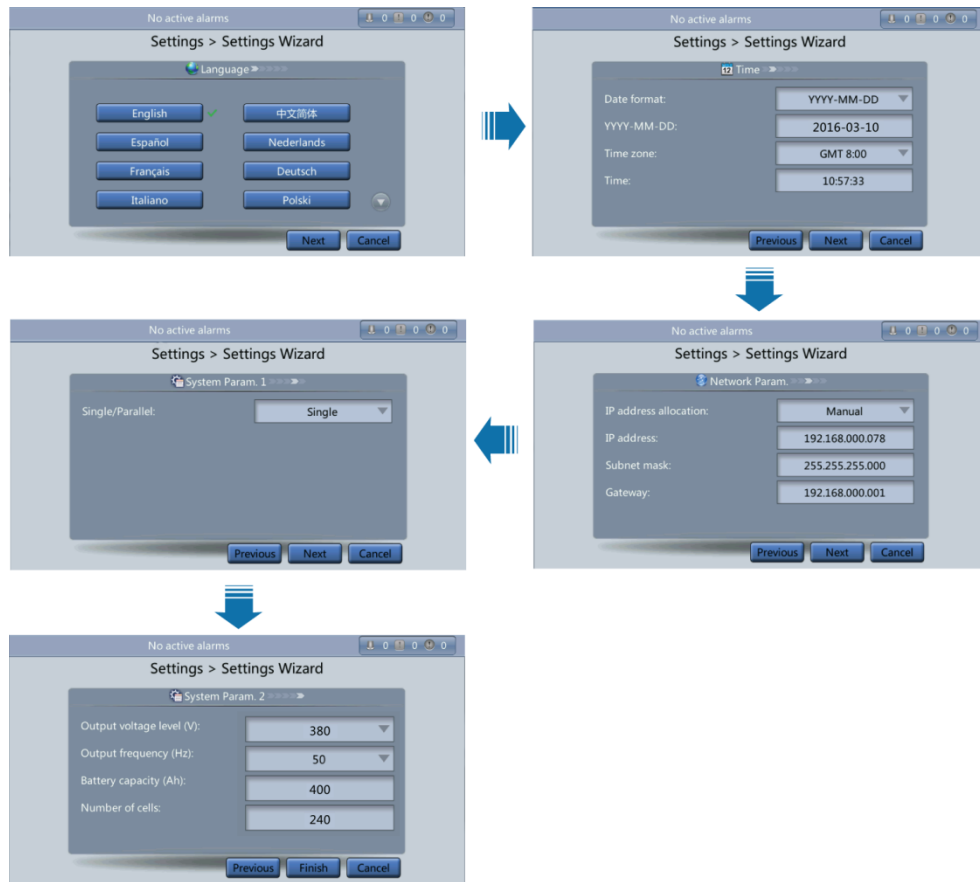 No active alarms 0 0 0
Settings > Settings Wizard
Language
English 中文简体
Español Nederlands
Français Deutsch
Italiano Polski
Next Cancel
No active alarms 0 0 0
Settings > Settings Wizard
12 Time
Date format: YYYY-MM-DD
YYYY-MM-DD: 2016-03-10
Time zone: GMT 8:00
Time: 10:57:33
Previous Next Cancel
No active alarms 0 0 0
Settings > Settings Wizard
Network Param.
IP address allocation: Manual
IP address: 192.168.000.078
Subnet mask: 255.255.255.000
Gateway: 192.168.000.001
Previous Next Cancel
No active alarms 0 0 0
Settings > Settings Wizard
System Param. 1
Single/Parallel: Single
Previous Next Cancel
No active alarms 0 0 0
Settings > Settings Wizard
System Param. 2
Output voltage level (V): 380
Output frequency (Hz): 50
Battery capacity (Ah): 400
Number of cells: 240
Previous Finish Cancel